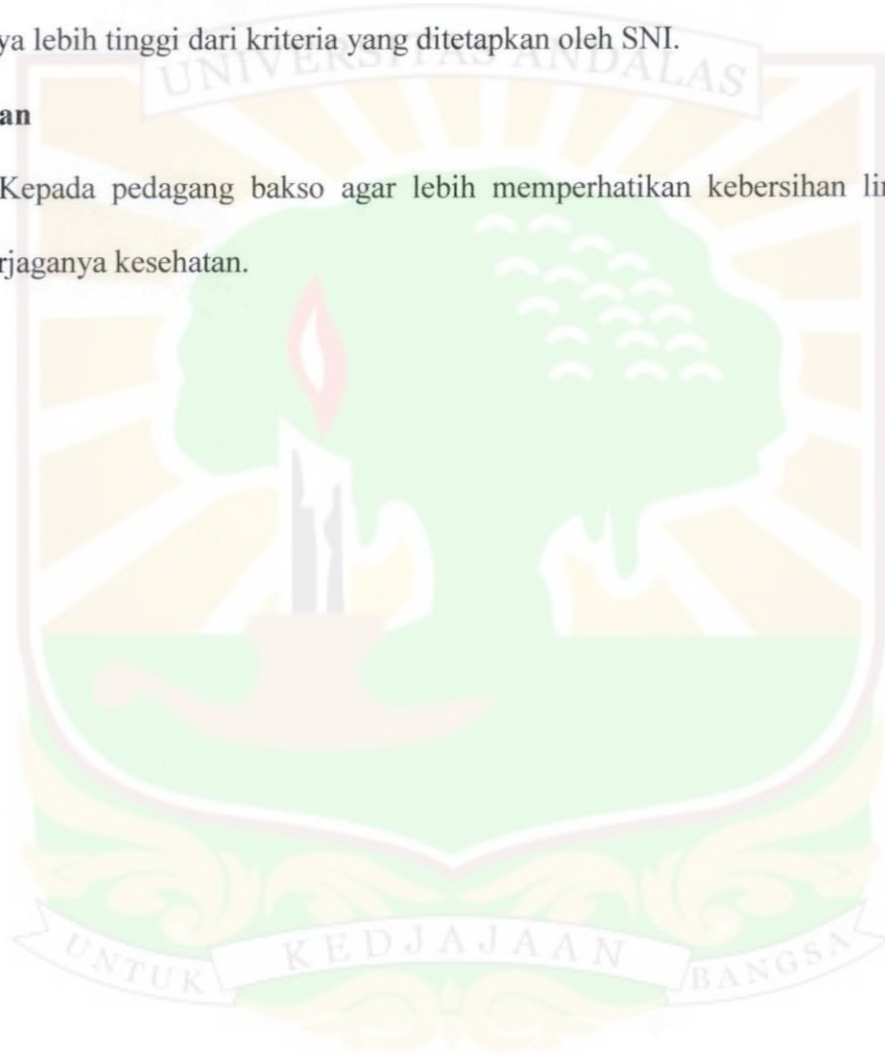 ya lebih tinggi dari kriteria yang ditetapkan oleh SNI.
UNIVERSITAS ANDALAS
an
Kepada pedagang bakso agar lebih memperhatikan kebersihan lin
rjaganya kesehatan.
UNTUK KEDJAJAAN BANGSA